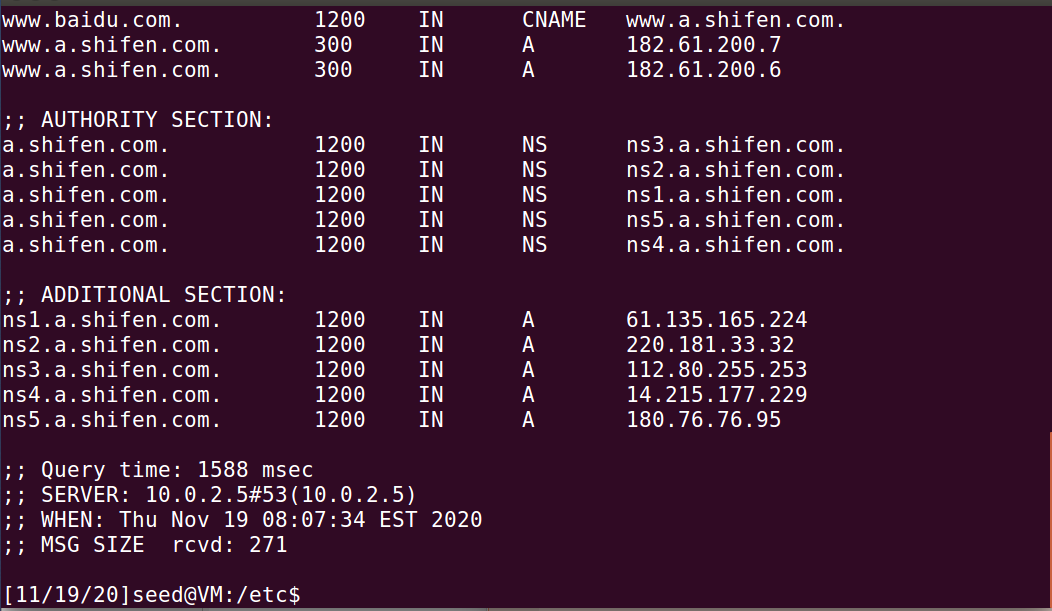 www.baidu.com. 1200 IN CNAME www.a.shifen.com.
www.a.shifen.com. 300 IN A 182.61.200.7
www.a.shifen.com. 300 IN A 182.61.200.6
;; AUTHORITY SECTION:
a.shifen.com. 1200 IN NS ns3.a.shifen.com.
a.shifen.com. 1200 IN NS ns2.a.shifen.com.
a.shifen.com. 1200 IN NS ns1.a.shifen.com.
a.shifen.com. 1200 IN NS ns5.a.shifen.com.
a.shifen.com. 1200 IN NS ns4.a.shifen.com.
;; ADDITIONAL SECTION:
ns1.a.shifen.com. 1200 IN A 61.135.165.224
ns2.a.shifen.com. 1200 IN A 220.181.33.32
ns3.a.shifen.com. 1200 IN A 112.80.255.253
ns4.a.shifen.com. 1200 IN A 14.215.177.229
ns5.a.shifen.com. 1200 IN A 180.76.76.95
;; Query time: 1588 msec
;; SERVER: 10.0.2.5#53(10.0.2.5)
;; WHEN: Thu Nov 19 08:07:34 EST 2020
;; MSG SIZE  rcvd: 271
[11/19/20]seed@VM:/etc$